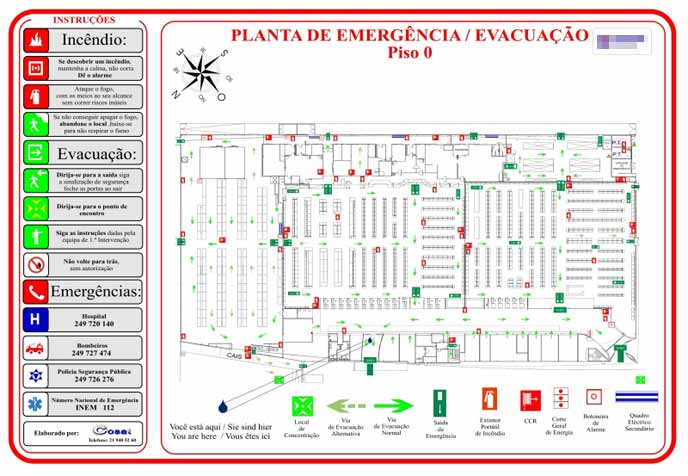 INSTRUÇÕES
Incêndio:
Se descobrir um incêndio,
mantenha a calma, não corra
Dê o alarme
Ataque o fogo,
com os meios ao seu alcance
sem correr riscos inúteis
Se não conseguir apagar o fogo,
abandone o local, baixe-se
para não respirar o fumo
Evacuação:
Dirija-se para a saída siga
a sinalização de segurança
feche as portas ao sair
Dirija-se para o ponto de
encontro
Siga as instruções dadas pela
equipa de 1.ª Intervenção
Não volte para trás,
sem autorização
Emergências:
H
Hospital
249 720 140
Bombeiros
249 727 474
Polícia Segurança Pública
249 726 276
Número Nacional de Emergência
INEM 112
Elaborado por:
PLANTA DE EMERGÊNCIA / EVACUAÇÃO
Piso 0
E
S
N
O
CAIS
Você está aqui / Sie sind hier
You are here / Vous êtes ici
Local
de
Concentração
Via
de Evacuação
Alternativa
Via
de Evacuação
Normal
Saída
de
Emergência
Extintor
Portátil
de Incêndio
CCR
Corte
Geral
de Energia
Botoneira
de
Alarme
Quadro
Eléctrico
Secundário